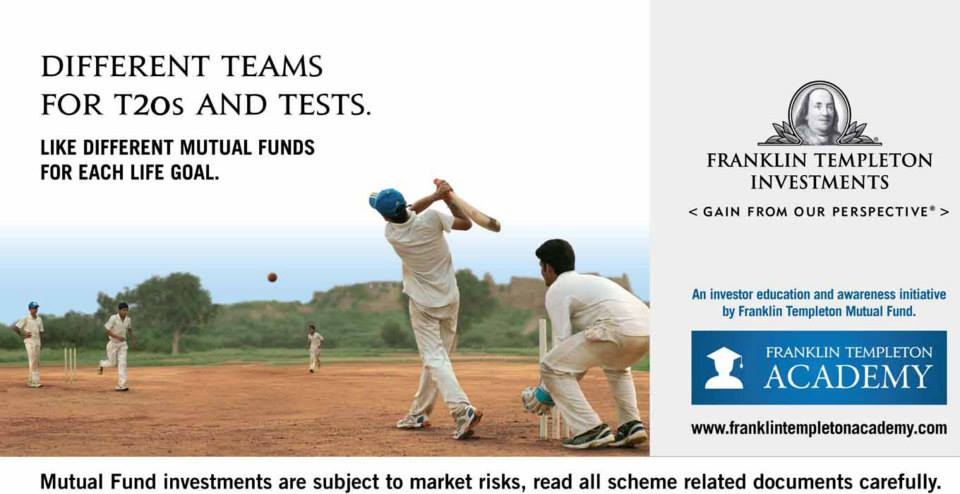 DIFFERENT TEAMS
FOR T20s AND TESTS.
LIKE DIFFERENT MUTUAL FUNDS
FOR EACH LIFE GOAL.
FRANKLIN TEMPLETON
INVESTMENTS
< GAIN FROM OUR PERSPECTIVE® >
An investor education and awareness initiative
by Franklin Templeton Mutual Fund.
FRANKLIN TEMPLETON
ACADEMY
www.franklintempletonacademy.com
Mutual Fund investments are subject to market risks, read all scheme related documents carefully.